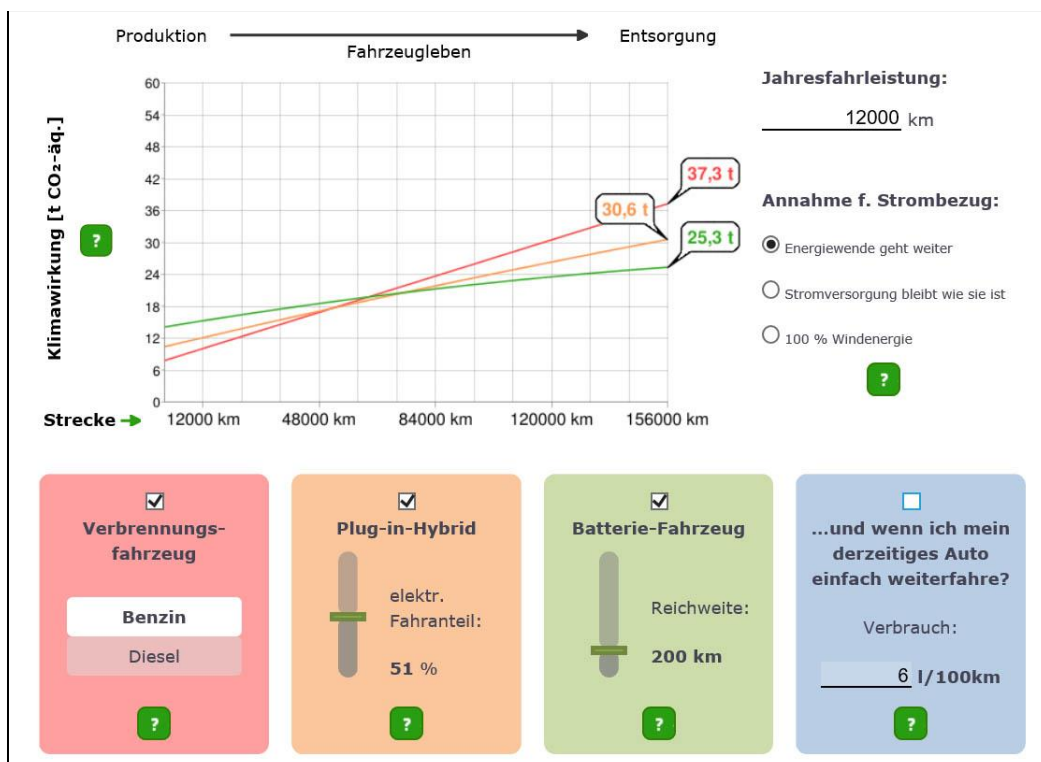 Produktion
Fahrzeugleben
Entsorgung
Klimawirkung [t CO₂-äq.]
?
60
54
48
42
36
30
24
18
12
6
0
37,3 t
30,6 t
25,3 t
Strecke
12000 km
48000 km
84000 km
120000 km
156000 km
Jahresfahrleistung:
12000 km
Annahme f. Strombezug:
Energiewende geht weiter
Stromversorgung bleibt wie sie ist
100 % Windenergie
?
Verbrennungs-
fahrzeug
Benzin
Diesel
?
Plug-in-Hybrid
elektr.
Fahranteil:
51 %
?
Batterie-Fahrzeug
Reichweite:
200 km
?
...und wenn ich mein
derzeitiges Auto
einfach weiterfahre?
Verbrauch:
6 l/100km
?